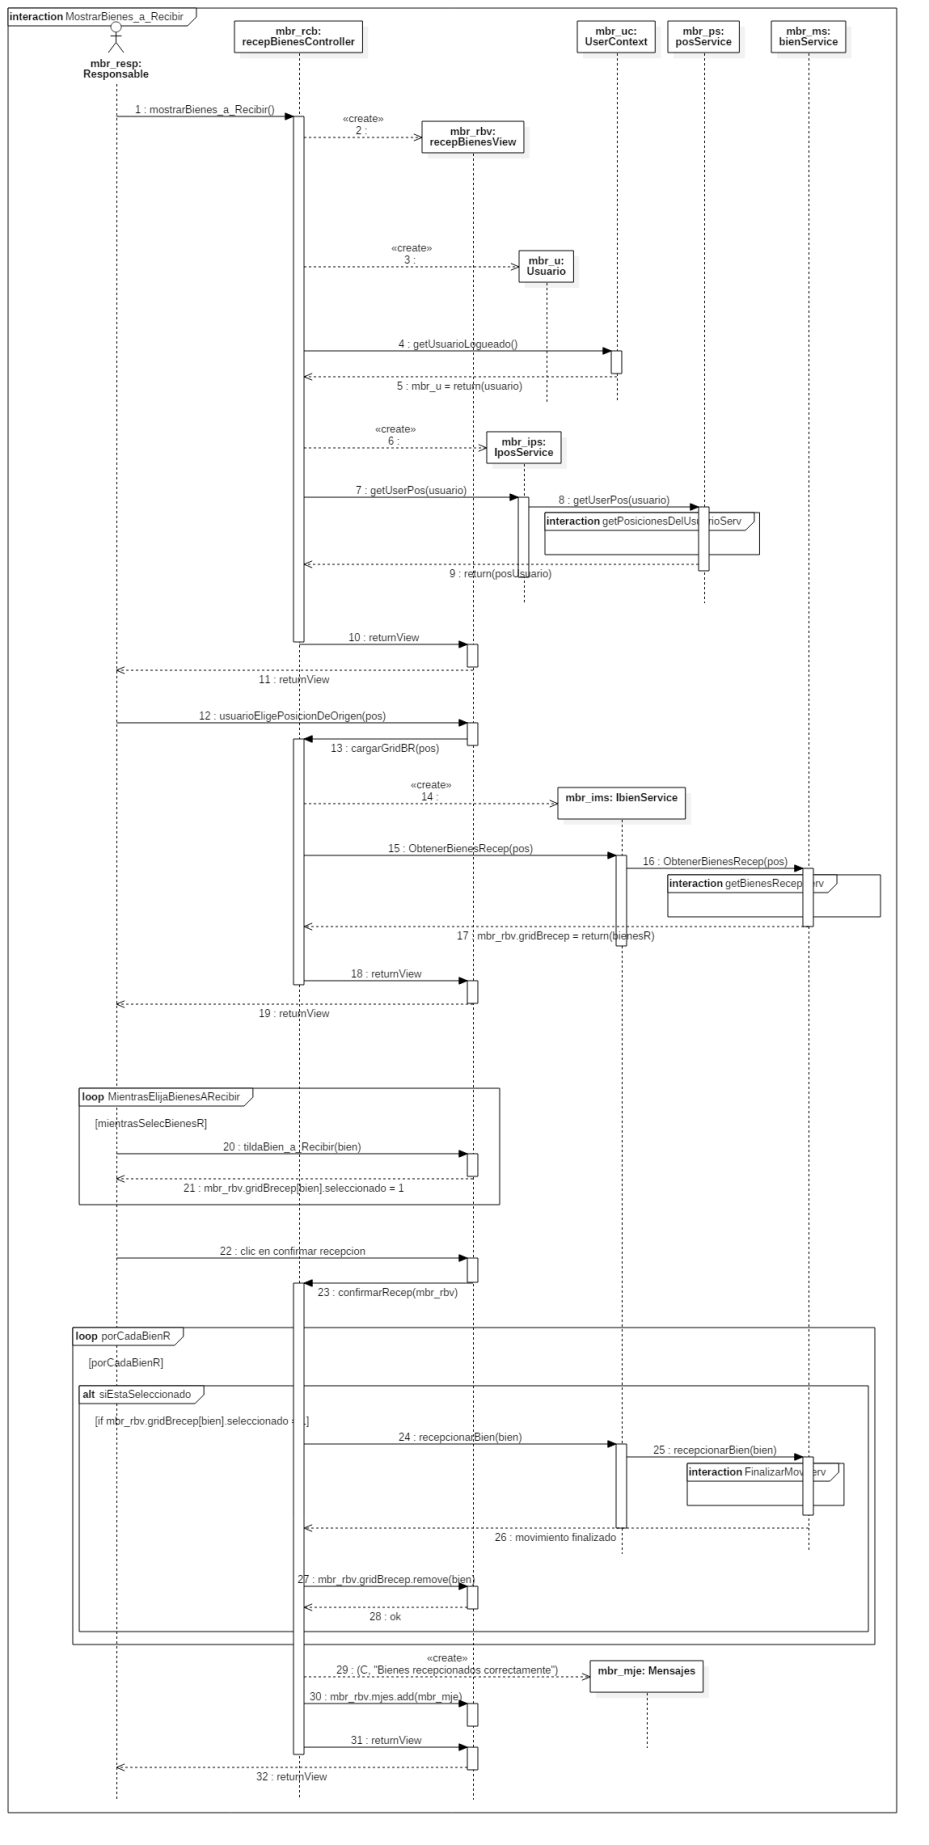 interaction MostrarBienes_a_Recibir
mbr_resp:
Responsable
mbr_rcb:
recepBienesController
mbr_uc:
UserContext
mbr_ps:
posService
mbr_ms:
bienService
1 : mostrarBienes_a_Recibir()
«create»
2 :
mbr_rbv:
recepBienesView
«create»
3 :
mbr_u:
Usuario
4 : getUsuarioLogueado()
5 : mbr_u = return(usuario)
«create»
6 :
mbr_ips:
IposService
7 : getUserPos(usuario)
8 : getUserPos(usuario)
interaction getPosicionesDelUsuarioServ
9 : return(posUsuario)
10 : returnView
11 : returnView
12 : usuarioEligePosicionDeOrigen(pos)
13 : cargarGridBR(pos)
«create»
14 :
mbr_ims: IbienService
15 : ObtenerBienesRecep(pos)
16 : ObtenerBienesRecep(pos)
interaction getBienesRecepServ
17 : mbr_rbv.gridBrecep = return(bienesR)
18 : returnView
19 : returnView
loop MientrasElijaBienesARecibir
[mientrasSelecBienesR]
20 : tildaBien_a_Recibir(bien)
21 : mbr_rbv.gridBrecep[bien].seleccionado = 1
22 : clic en confirmar recepcion
23 : confirmarRecep(mbr_rbv)
loop porCadaBienR
[porCadaBienR]
alt siEstaSeleccionado
[if mbr_rbv.gridBrecep[bien].seleccionado = ]
24 : recepcionarBien(bien)
25 : recepcionarBien(bien)
interaction FinalizarMovServ
26 : movimiento finalizado
27 : mbr_rbv.gridBrecep.remove(bien)
28 : ok
«create»
29 : (C, "Bienes recepcionados correctamente")
mbr_mje: Mensajes
30 : mbr_rbv.mjes.add(mbr_mje)
31 : returnView
32 : returnView